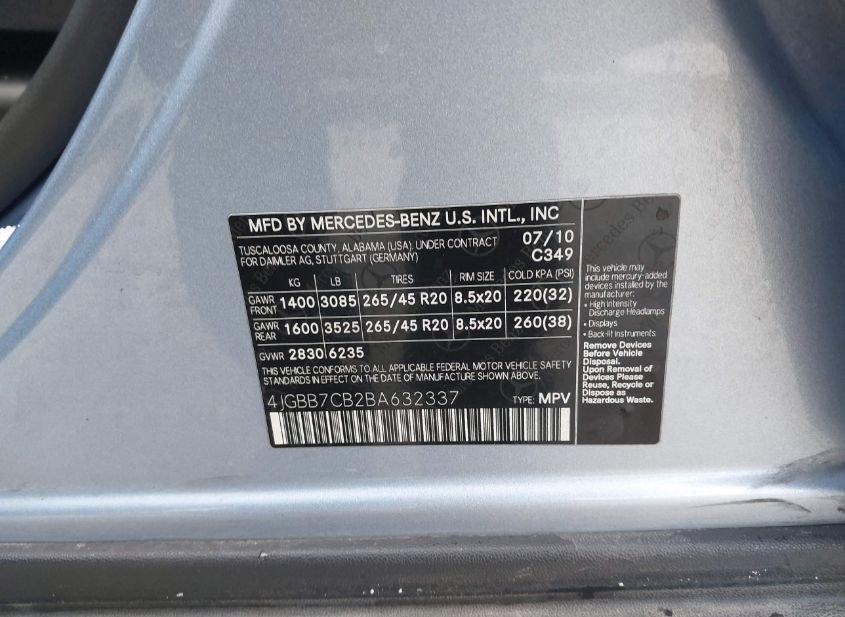 MFD BY MERCEDES-BENZ U.S. INTL., INC
TUSCALOOSA COUNTY, ALABAMA (USA), UNDER CONTRACT 07/10
FOR DAIMLER AG, STUTTGART (GERMANY) C349
KG LB TIRES RIM SIZE COLD KPA (PSI)
GAWR FRONT 1400 3085 265/45 R20 8.5x20 220(32)
GAWR REAR 1600 3525 265/45 R20 8.5x20 260(38)
GVWR 2830 6235
THIS VEHICLE CONFORMS TO ALL APPLICABLE FEDERAL MOTOR VEHICLE SAFETY
STANDARDS IN EFFECT ON THE DATE OF MANUFACTURE SHOWN ABOVE.
4JGBB7CB2BA632337 TYPE: MPV
This vehicle may
include mercury-added
devices installed by the
manufacturer:
• High Intensity
Discharge Headlamps
• Displays
• Back-lit instruments
Remove Devices
Before Vehicle
Disposal.
Upon Removal of
Devices Please
Reuse, Recycle or
Dispose as
Hazardous Waste.
Mercedes Benz